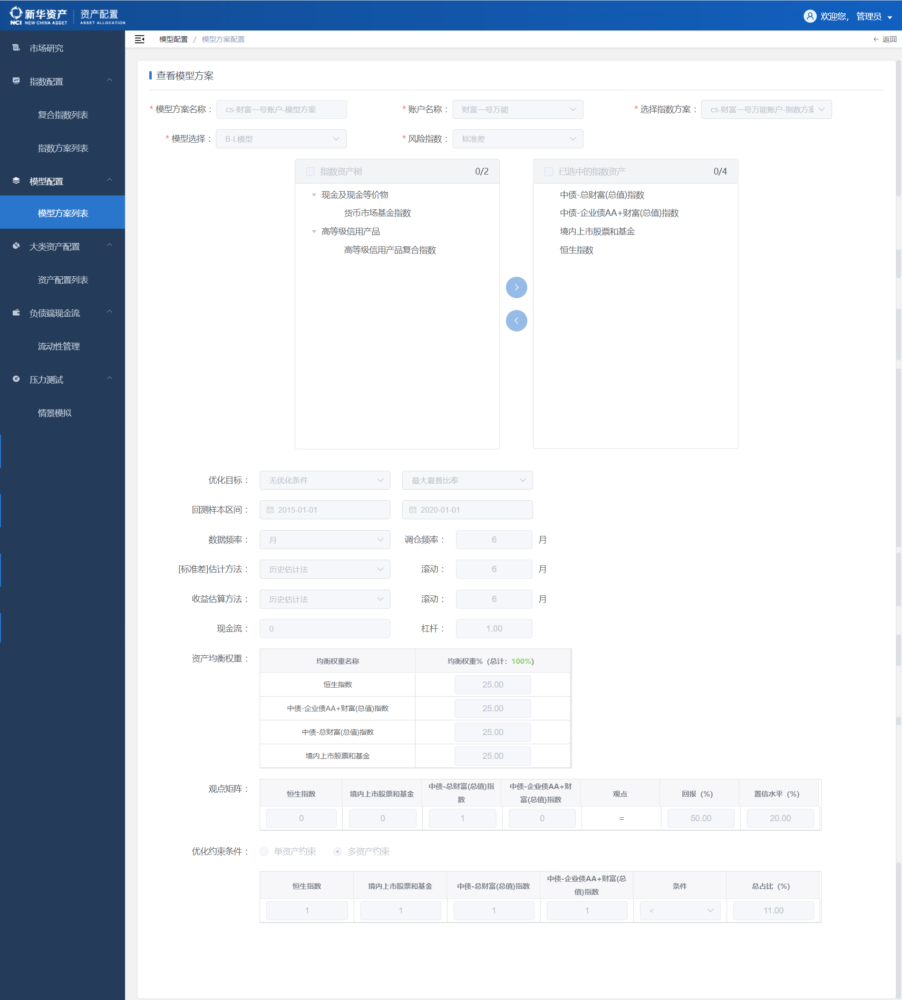 新华资产 资产配置
NCI NEW CHINA ASSET ASSET ALLOCATION
欢迎您， 管理员
市场研究
指数配置
复合指数列表
指数方案列表
模型配置
模型方案列表
大类资产配置
资产配置列表
负债端现金流
流动性管理
压力测试
情景模拟
模型配置 / 模型方案配置
← 返回
查看模型方案
* 模型方案名称： cs-财富一号账户-模型方案 * 账户名称： 财富一号万能 * 选择指数方案： cs-财富一号万能账户-指数方案
* 模型选择： B-L模型 * 风险指数： 标准差
指数资产树 0/2
现金及现金等价物
货币市场基金指数
高等级信用产品
高等级信用产品复合指数
已选中的指数资产 0/4
中债-总财富(总值)指数
中债-企业债AA+财富(总值)指数
境内上市股票和基金
恒生指数
优化目标： 无优化条件 最大夏普比率
回测样本区间： 2015-01-01 2020-01-01
数据频率： 月 调仓频率： 6 月
[标准差]估计方法： 历史估计法 滚动： 6 月
收益估算方法： 历史估计法 滚动： 6 月
现金流： 0 杠杆： 1.00
资产均衡权重： 均衡权重名称 均衡权重%（总计：100%）
恒生指数 25.00
中债-企业债AA+财富(总值)指数 25.00
中债-总财富(总值)指数 25.00
境内上市股票和基金 25.00
观点矩阵： 恒生指数 境内上市股票和基金 中债-总财富(总值)指数 中债-企业债AA+财富(总值)指数 观点 回报（%） 置信水平（%）
0 0 1 0 = 50.00 20.00
优化约束条件： 单资产约束 多资产约束
恒生指数 境内上市股票和基金 中债-总财富(总值)指数 中债-企业债AA+财富(总值)指数 条件 总占比（%）
1 1 1 1 < 11.00